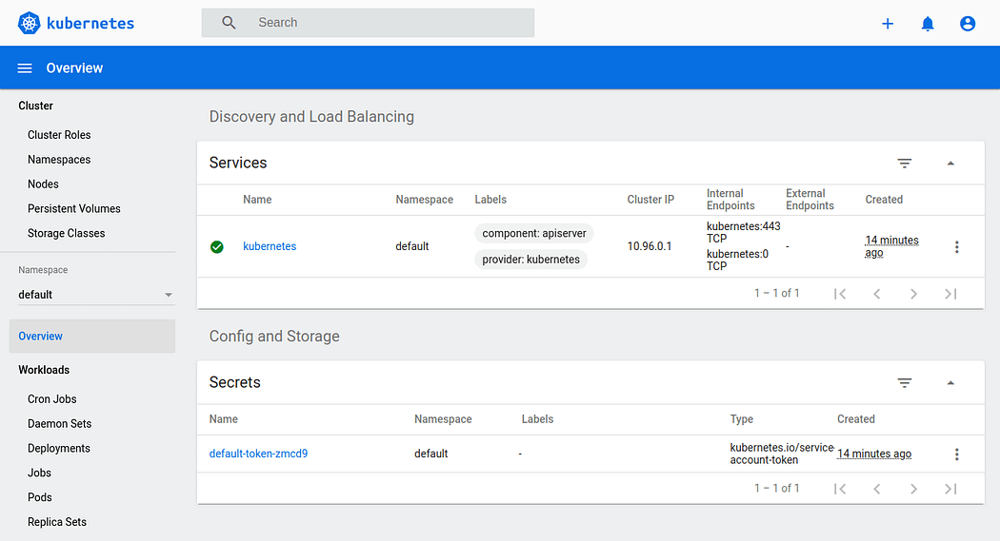 kubernetes
Search
Overview
Cluster
Cluster Roles
Namespaces
Nodes
Persistent Volumes
Storage Classes
Namespace
default
Overview
Workloads
Cron Jobs
Daemon Sets
Deployments
Jobs
Pods
Replica Sets
Discovery and Load Balancing
Services
Name Namespace Labels Cluster IP Internal Endpoints External Endpoints Created
kubernetes default component: apiserver provider: kubernetes 10.96.0.1 kubernetes:443 TCP kubernetes:0 TCP - 14 minutes ago
1 – 1 of 1
Config and Storage
Secrets
Name Namespace Labels Type Created
default-token-zmcd9 default - kubernetes.io/service-account-token 14 minutes ago
1 – 1 of 1